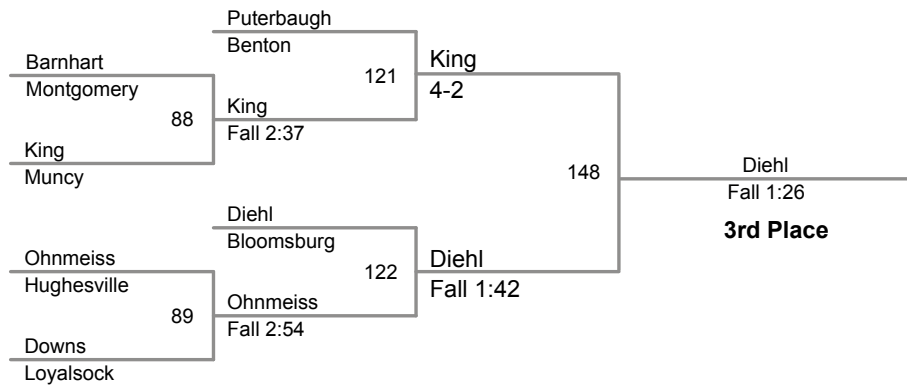 Puterbaugh
Benton
Barnhart
Montgomery
88
King
Muncy
King
Fall 2:37
121
King
4-2
Diehl
Bloomsburg
Ohnmeiss
Hughesville
89
Downs
Loyalsock
Ohnmeiss
Fall 2:54
122
Diehl
Fall 1:42
148
Diehl
Fall 1:26
3rd Place